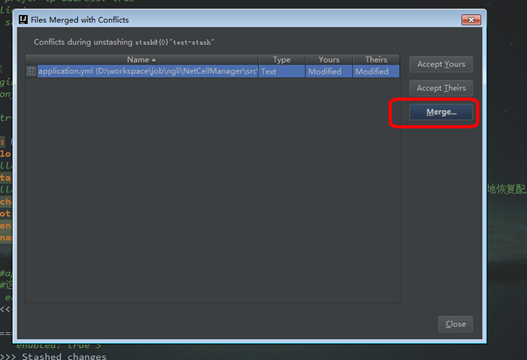 Files Merged with Conflicts
Conflicts during unstashing stash@{0}"test-stash"
Name Type Yours Theirs
application.yml (D:\workspace\job\ngli\NetCellManager\src\ Text Modified Modified
Accept Yours
Accept Theirs
Merge...
地恢复配
Close
<<
enabled: true 3
>>> Stashed changes